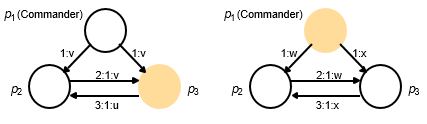 p1(Commander)
1:v 1:v
2:1:v
p2 p3
3:1:u
p1(Commander)
1:w 1:x
2:1:w
p2 p3
3:1:x